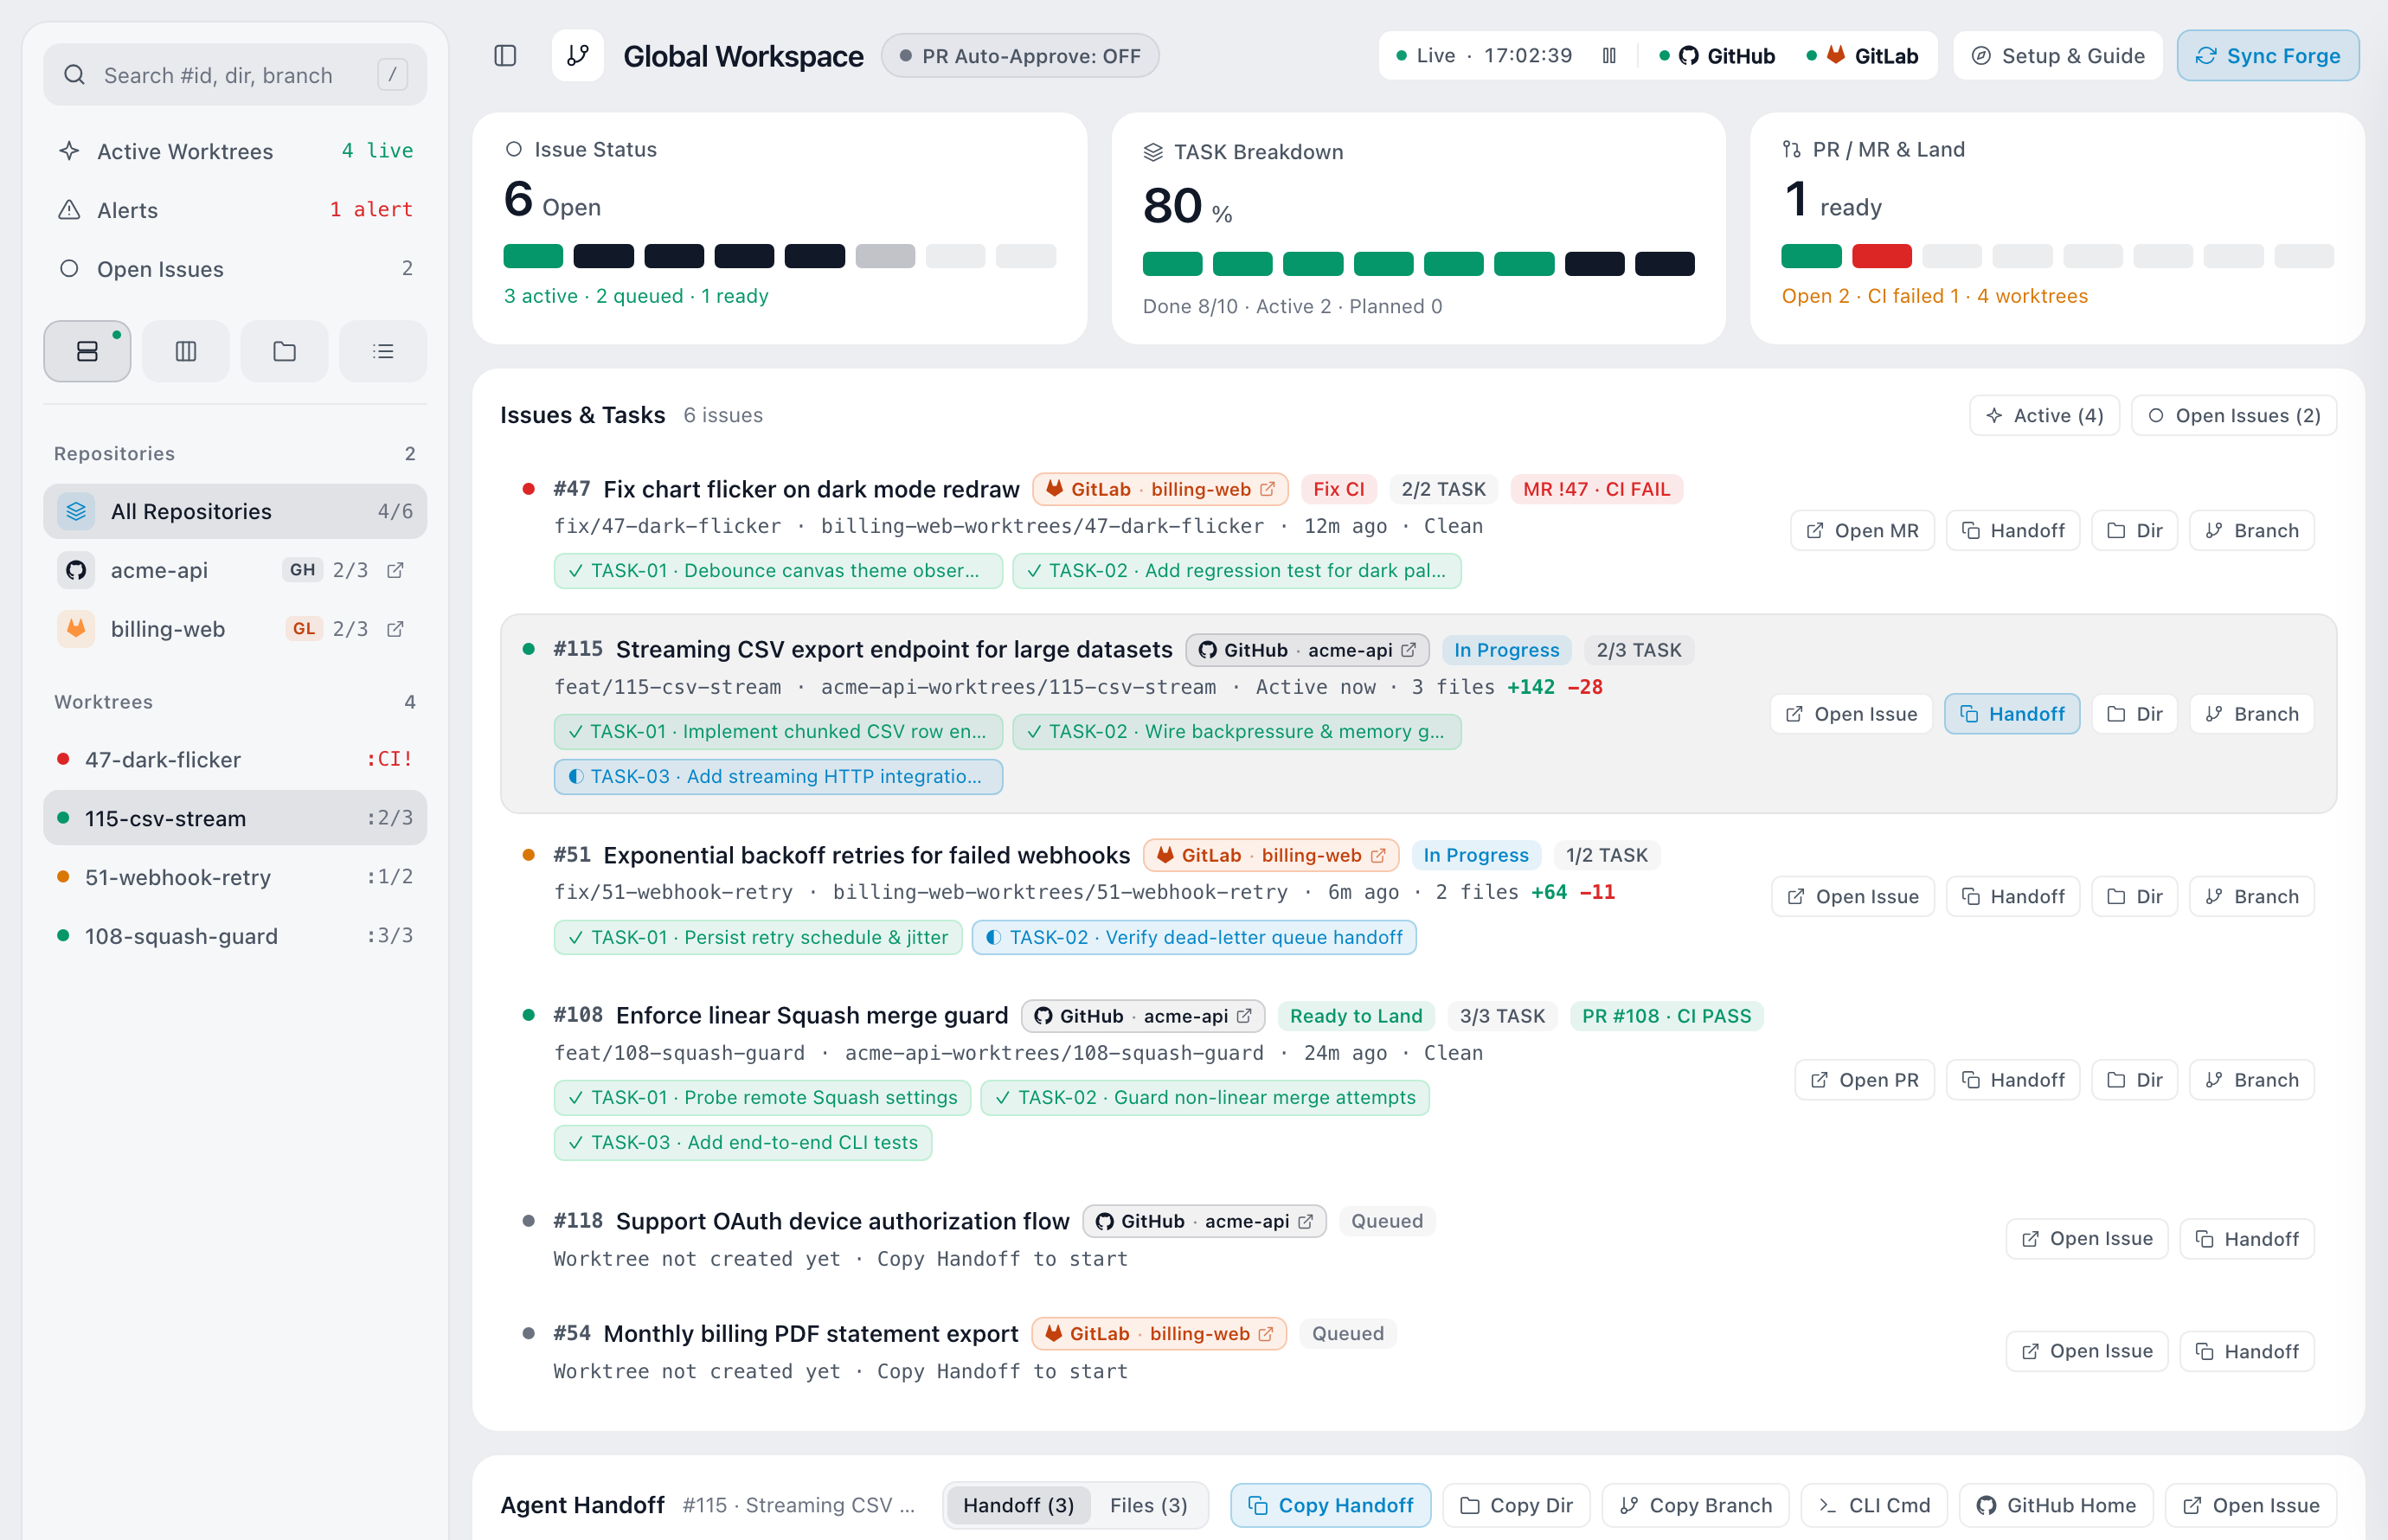 Search #id, dir, branch /
Active Worktrees 4 live
Alerts 1 alert
Open Issues 2
Repositories 2
All Repositories 4/6
acme-api GH 2/3
billing-web GL 2/3
Worktrees 4
47-dark-flicker :CI!
115-csv-stream :2/3
51-webhook-retry :1/2
108-squash-guard :3/3
Global Workspace PR Auto-Approve: OFF Live · 17:02:39 GitHub GitLab Setup & Guide Sync Forge
Issue Status
6 Open
3 active · 2 queued · 1 ready
TASK Breakdown
80 %
Done 8/10 · Active 2 · Planned 0
PR / MR & Land
1 ready
Open 2 · CI failed 1 · 4 worktrees
Issues & Tasks 6 issues Active (4) Open Issues (2)
#47 Fix chart flicker on dark mode redraw GitLab · billing-web Fix CI 2/2 TASK MR !47 · CI FAIL
fix/47-dark-flicker · billing-web-worktrees/47-dark-flicker · 12m ago · Clean
Open MR Handoff Dir Branch
✓ TASK-01 · Debounce canvas theme obser... ✓ TASK-02 · Add regression test for dark pal...
#115 Streaming CSV export endpoint for large datasets GitHub · acme-api In Progress 2/3 TASK
feat/115-csv-stream · acme-api-worktrees/115-csv-stream · Active now · 3 files +142 −28
Open Issue Handoff Dir Branch
✓ TASK-01 · Implement chunked CSV row en... ✓ TASK-02 · Wire backpressure & memory g...
TASK-03 · Add streaming HTTP integratio...
#51 Exponential backoff retries for failed webhooks GitLab · billing-web In Progress 1/2 TASK
fix/51-webhook-retry · billing-web-worktrees/51-webhook-retry · 6m ago · 2 files +64 −11
Open Issue Handoff Dir Branch
✓ TASK-01 · Persist retry schedule & jitter TASK-02 · Verify dead-letter queue handoff
#108 Enforce linear Squash merge guard GitHub · acme-api Ready to Land 3/3 TASK PR #108 · CI PASS
feat/108-squash-guard · acme-api-worktrees/108-squash-guard · 24m ago · Clean
Open PR Handoff Dir Branch
✓ TASK-01 · Probe remote Squash settings ✓ TASK-02 · Guard non-linear merge attempts
✓ TASK-03 · Add end-to-end CLI tests
#118 Support OAuth device authorization flow GitHub · acme-api Queued
Open Issue Handoff
Worktree not created yet · Copy Handoff to start
#54 Monthly billing PDF statement export GitLab · billing-web Queued
Open Issue Handoff
Worktree not created yet · Copy Handoff to start
Agent Handoff #115 · Streaming CSV ... Handoff (3) Files (3) Copy Handoff Copy Dir Copy Branch CLI Cmd GitHub Home Open Issue